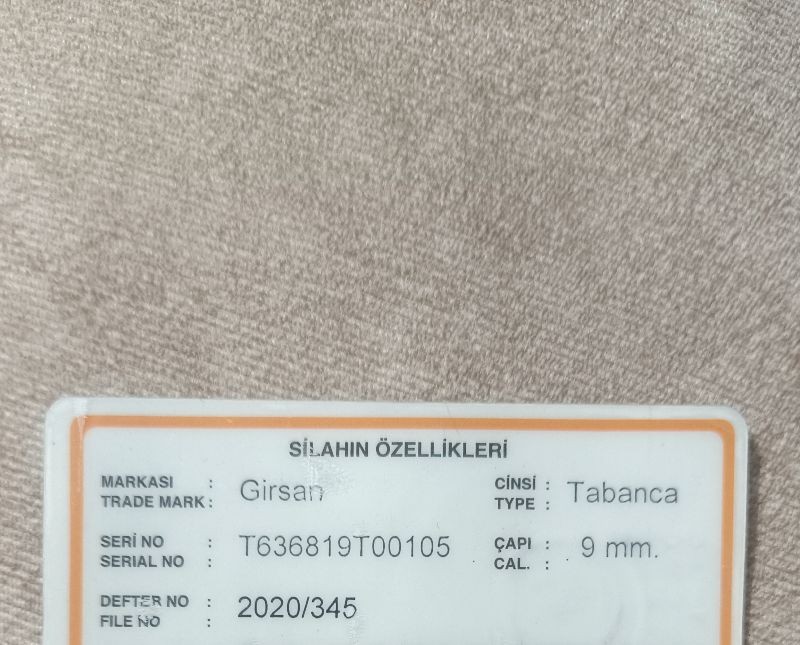 SİLAHIN ÖZELLİKLERİ
MARKASI : Girsan CİNSİ : Tabanca
TRADE MARK : TYPE :
SERİ NO : T636819T00105 ÇAPI : 9 mm.
SERIAL NO : CAL. :
DEFTER NO : 2020/345
FILE NO :